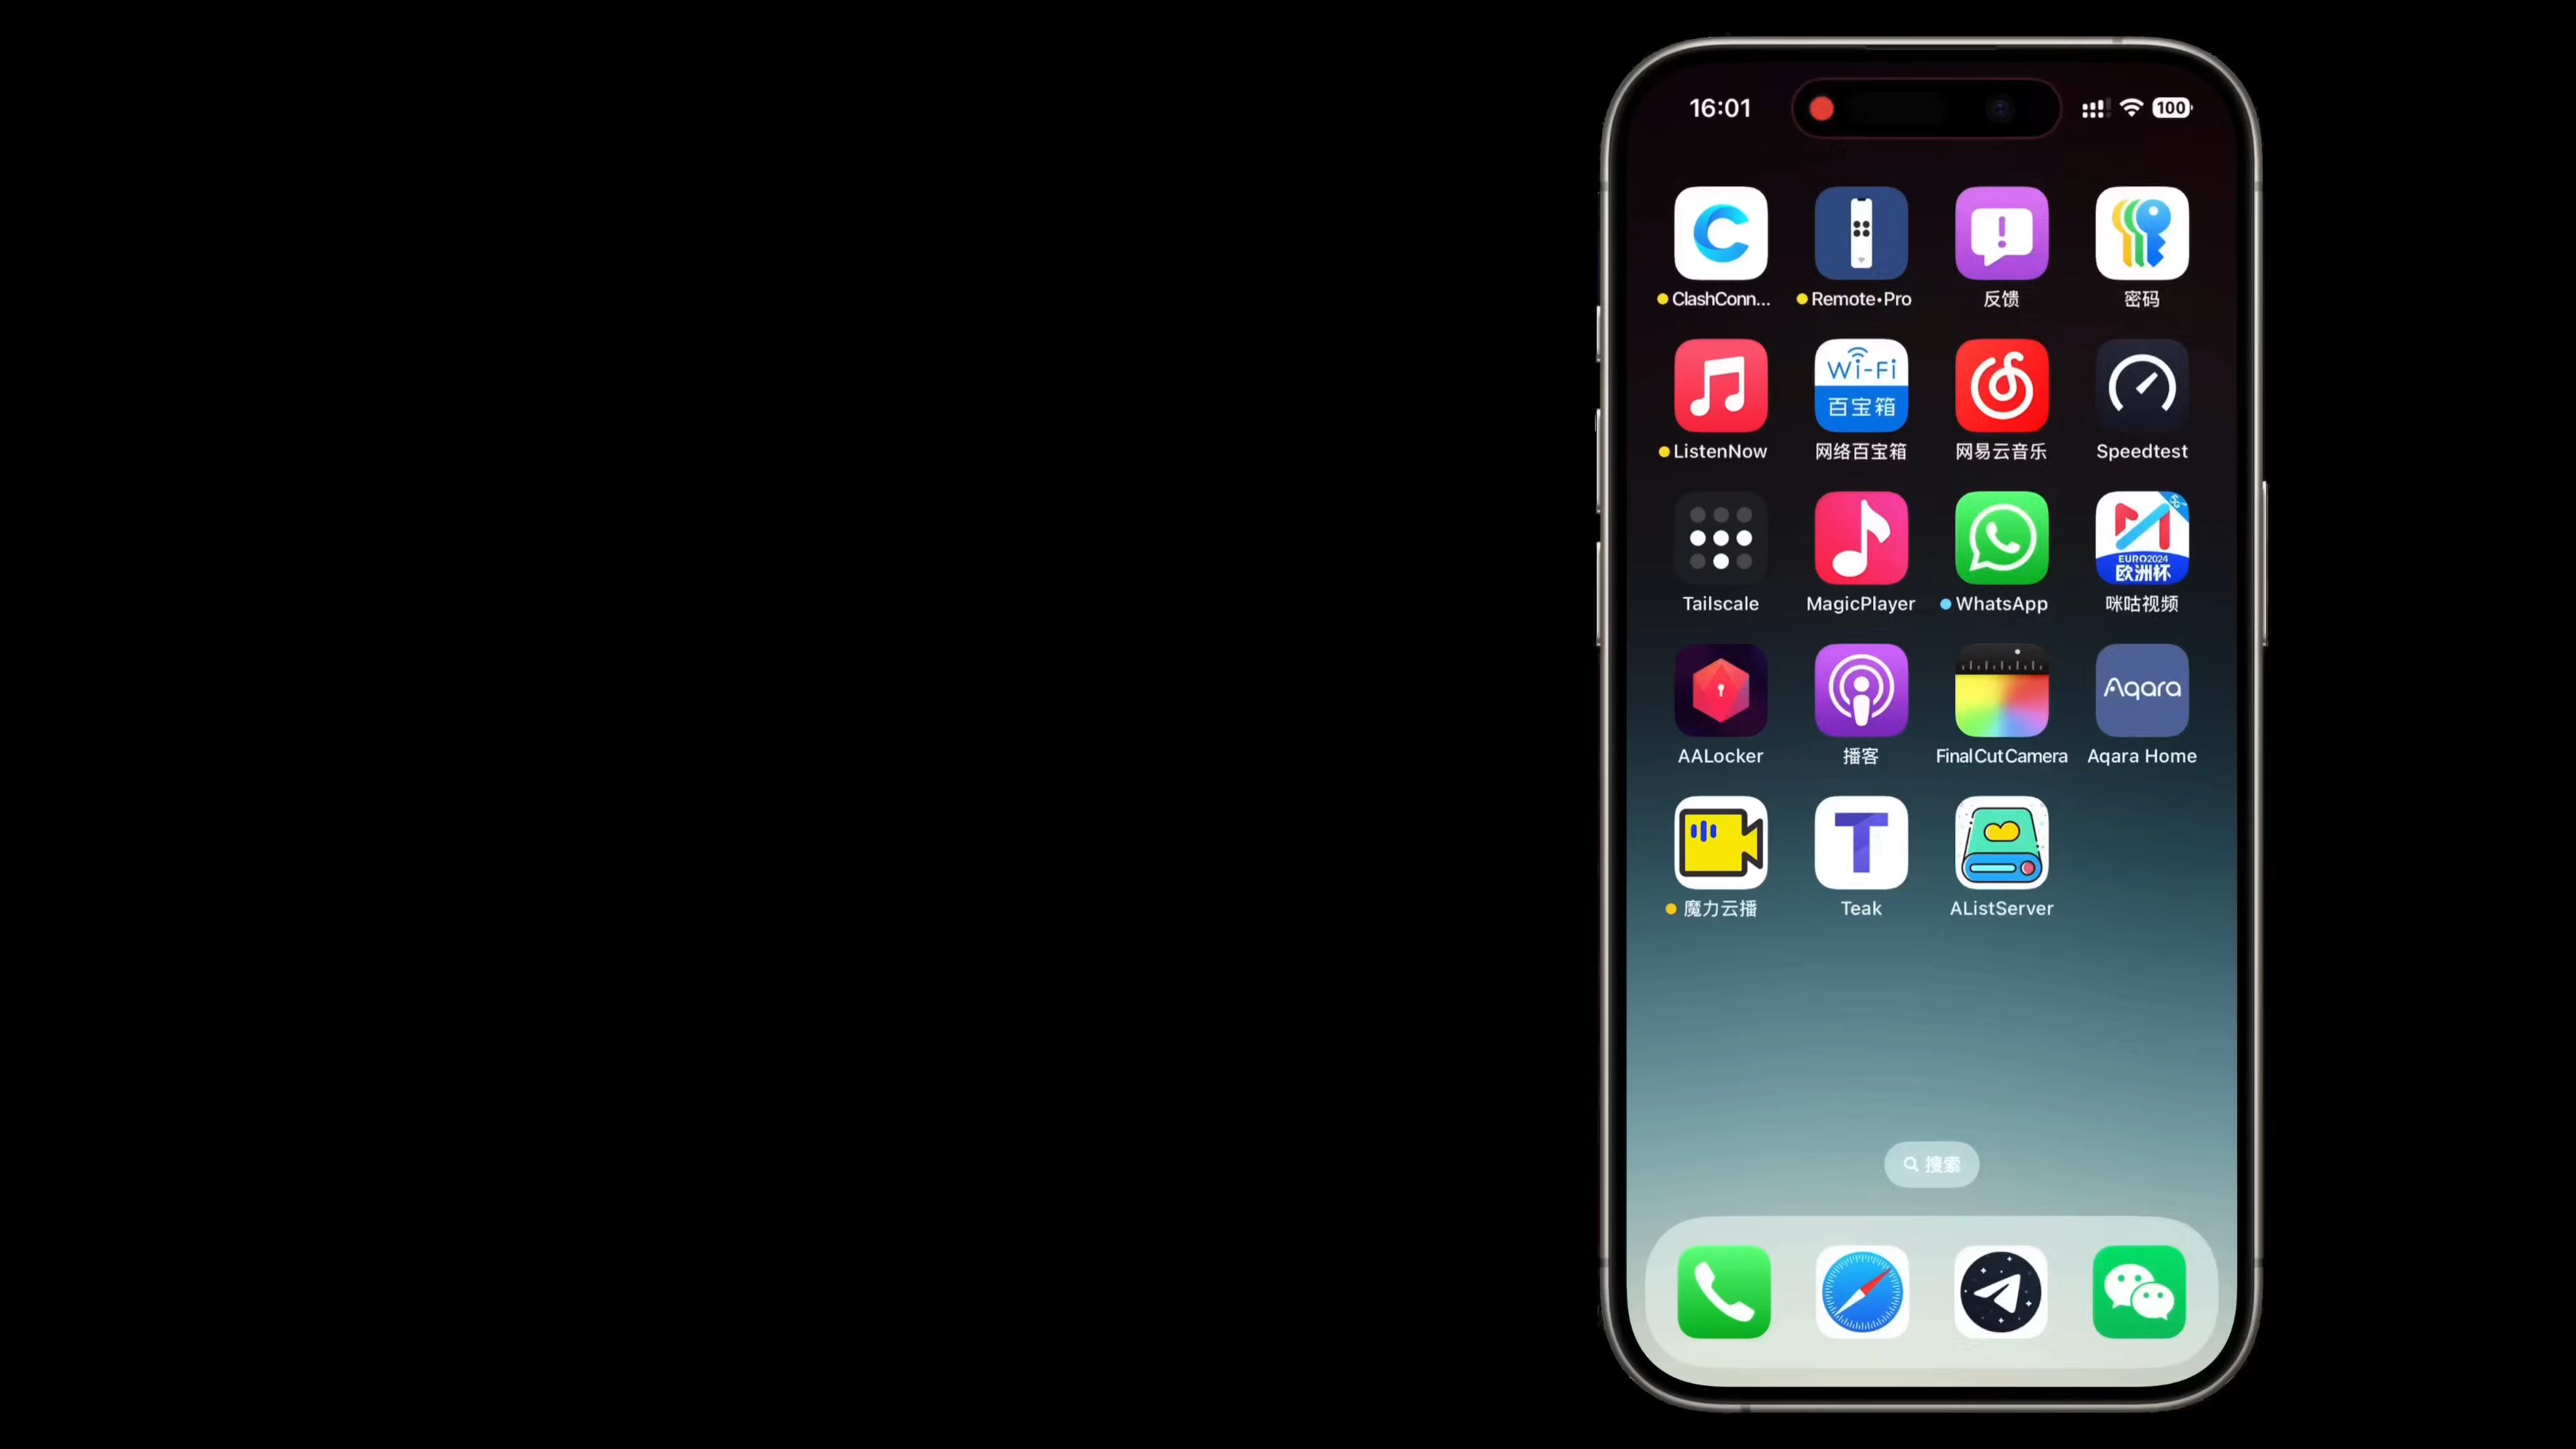 16:01
100
ClashConn...
Remote•Pro
反馈
密码
Wi-Fi
百宝箱
ListenNow
网络百宝箱
网易云音乐
Speedtest
EURO2024
欧洲杯
Tailscale
MagicPlayer
WhatsApp
咪咕视频
Aqara
AALocker
播客
FinalCutCamera
Aqara Home
T
魔力云播
Teak
AListServer
搜索